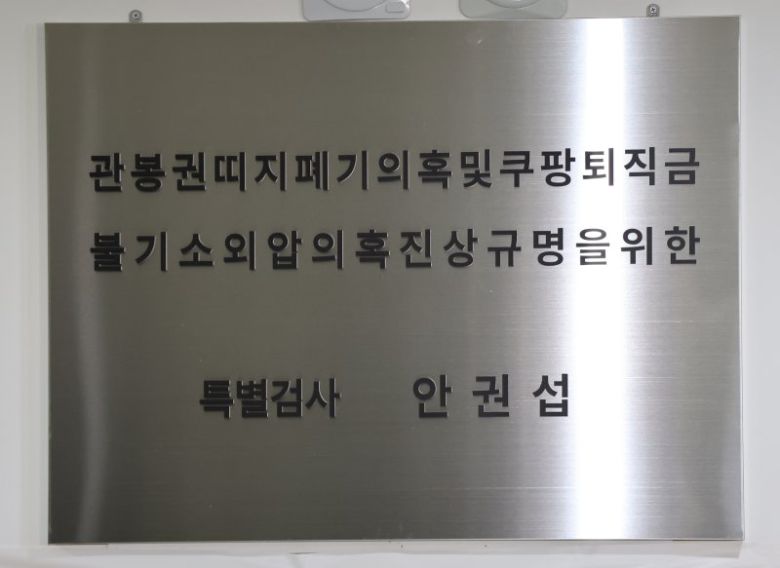 관봉권띠지폐기의혹및쿠팡퇴직금
불기소외압의혹진상규명을위한
특별검사 안권섭